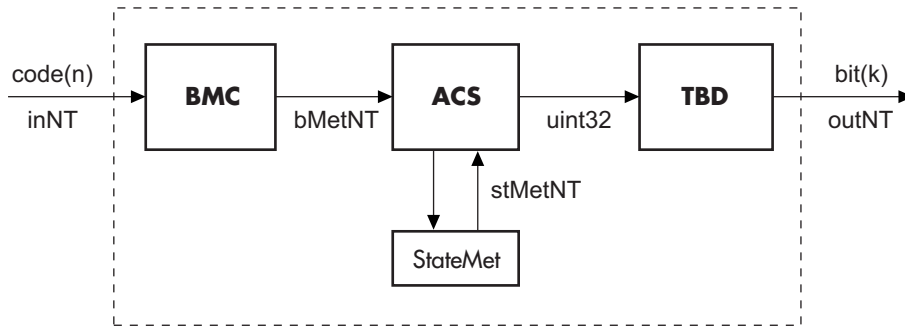 code(n)
inNT
BMC
bMetNT
ACS
uint32
TBD
bit(k)
outNT
stMetNT
StateMet